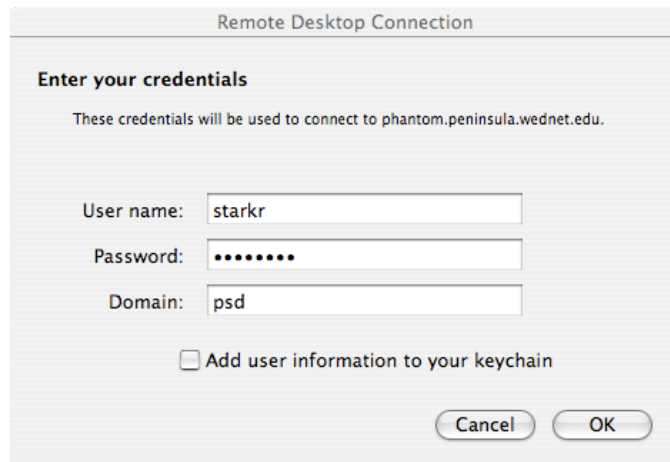 Remote Desktop Connection
Enter your credentials
These credentials will be used to connect to phantom.peninsula.wednet.edu.
User name: starkr
Password: ••••••••
Domain: psd
Add user information to your keychain
Cancel OK